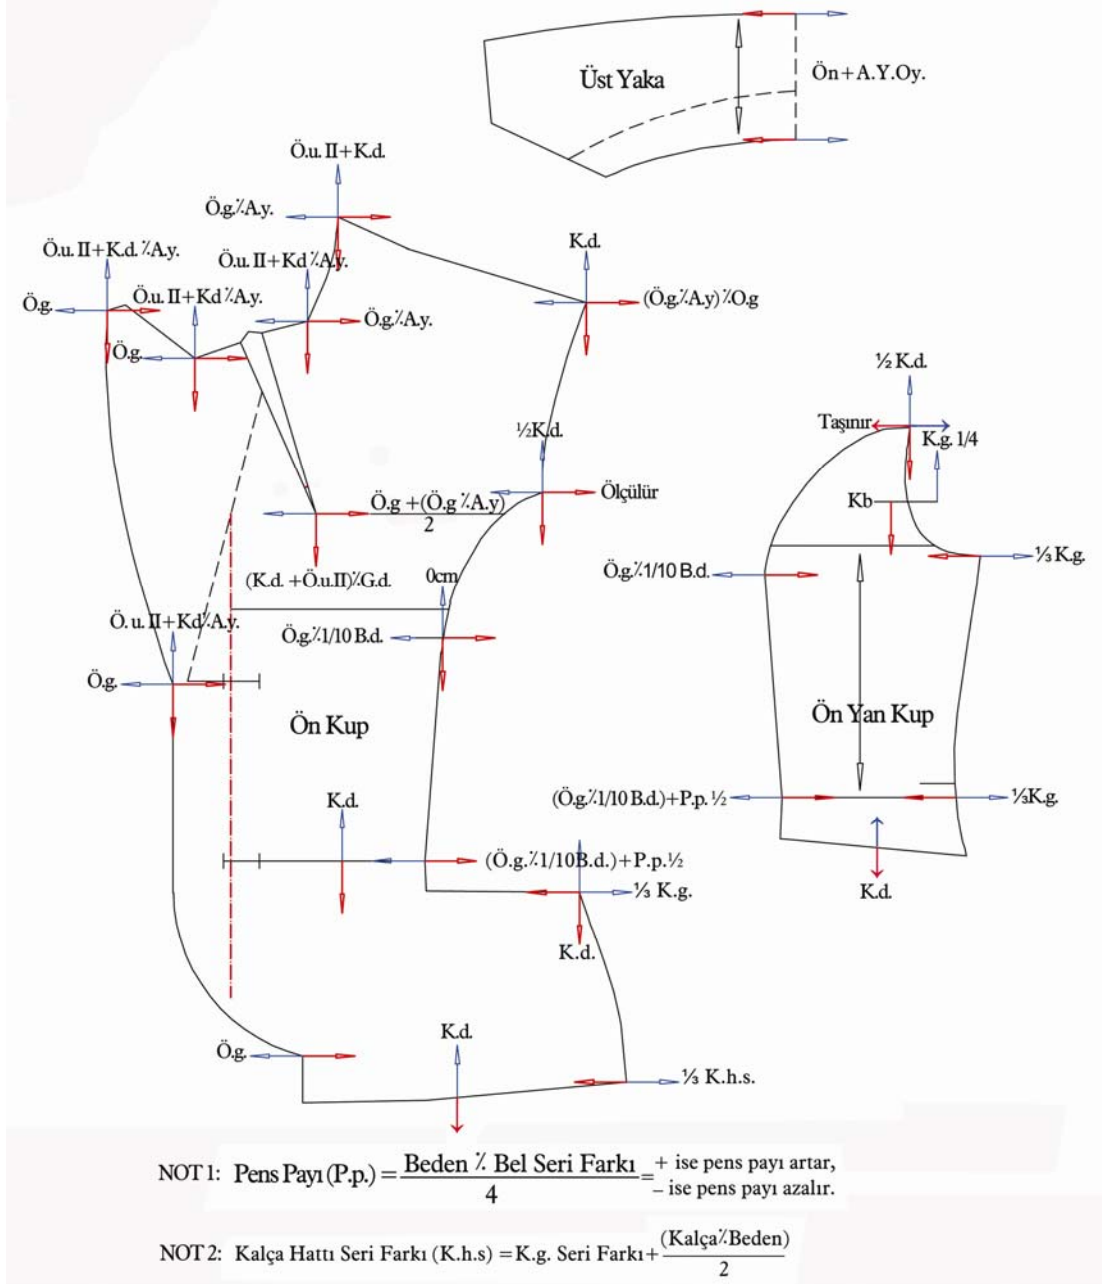 Üst Yaka
Ön+A.Y.Oy.
Ö.u. II+K.d.
Ö.g.⁒A.y.
K.d.
Ö.u. II+K.d.⁒A.y.
Ö.u. II+Kd⁒A.y.
Ö.g.
Ö.u. II+Kd⁒A.y.
(Ö.g.⁒A.y)⁒O.g
Ö.g.⁒A.y.
Ö.g.
½ K.d.
Taşınır
K.g. 1/4
½K.d.
Ölçülür
Ö.g +(Ö.g⁒A.y)
2
Kb
⅓ K.g.
(K.d. +Ö.u.II)⁒G.d.
0cm
Ö.g.⁒1/10 B.d.
Ö. u. II+Kd⁒A.y.
Ö.g.⁒1/10 B.d.
Ö.g.
Ön Kup
Ön Yan Kup
K.d.
(Ö.g.⁒1/10 B.d.)+P.p. ½
⅓K.g.
(Ö.g.⁒1/10B.d.)+P.p.½
⅓ K.g.
K.d.
K.d.
K.d.
Ö.g.
⅓ K.h.s.
NOT 1: Pens Payı (P.p.) = Beden ⁒ Bel Seri Farkı = + ise pens payı artar,
4 – ise pens payı azalır.
NOT 2: Kalça Hattı Seri Farkı (K.h.s) =K.g. Seri Farkı+ (Kalça⁒Beden)
2